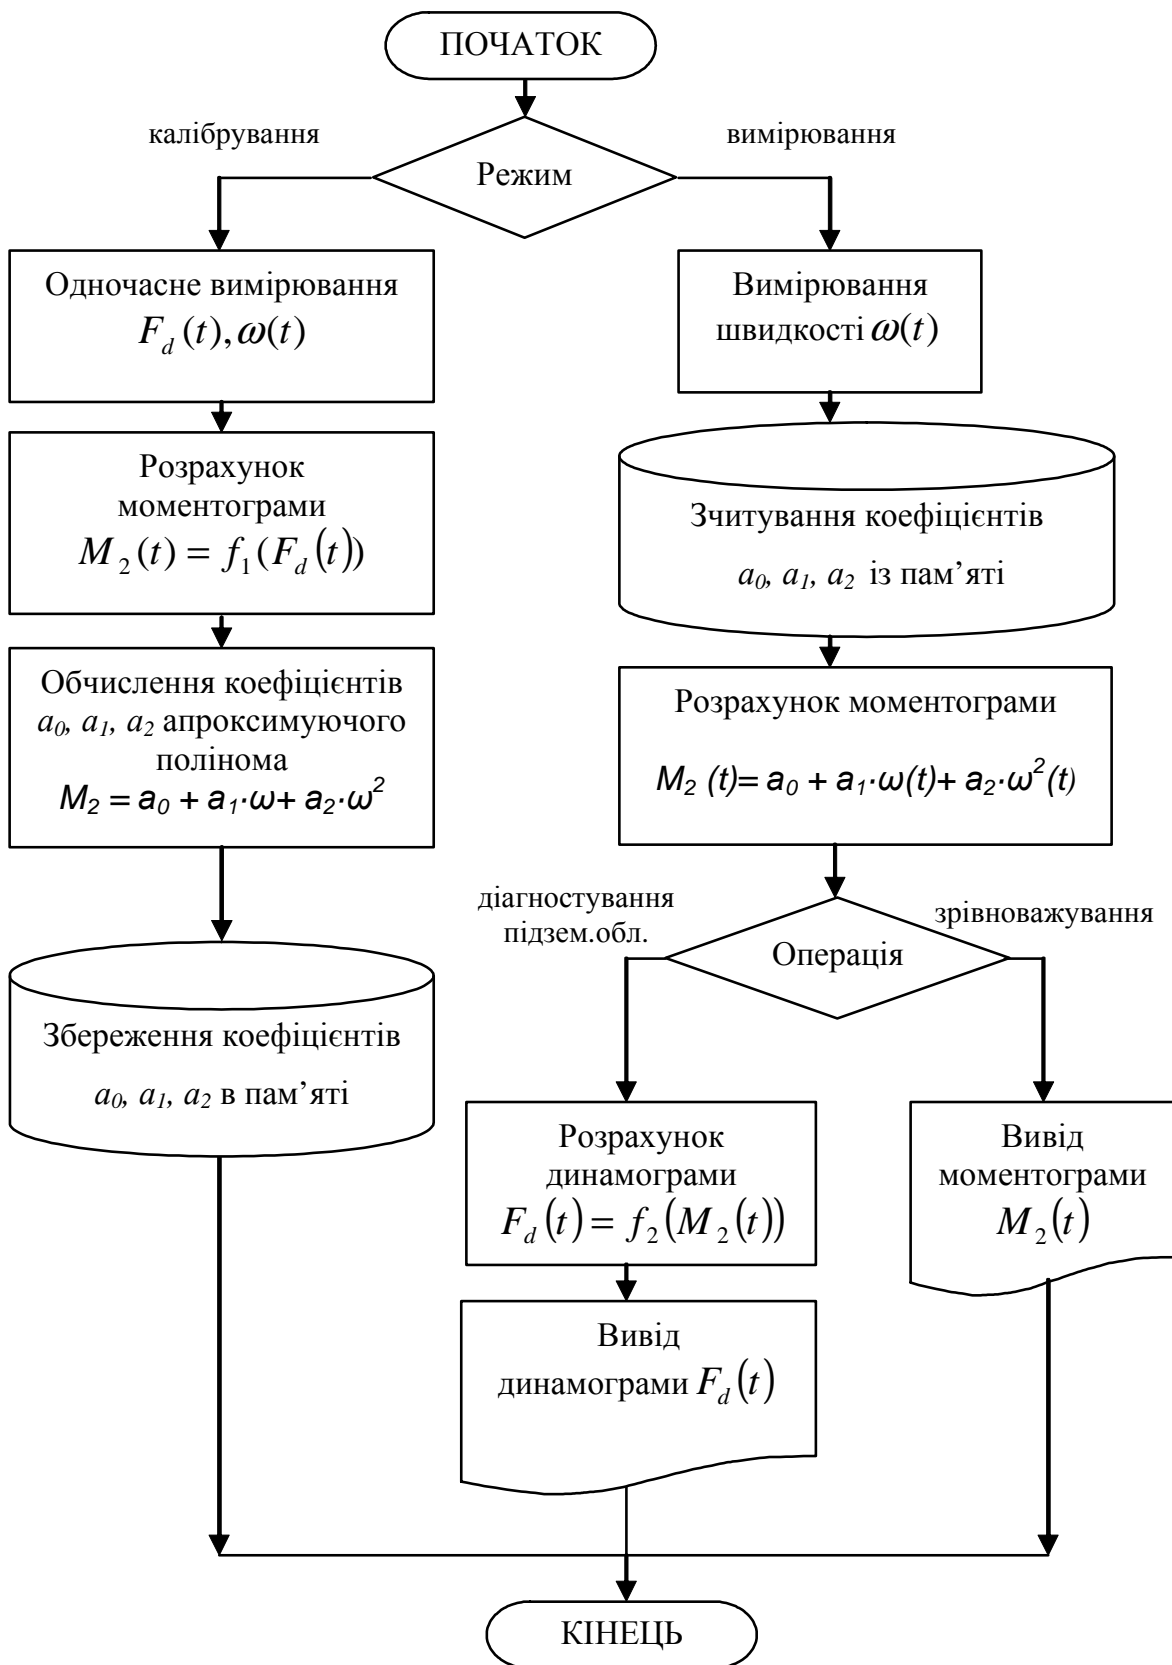 ПОЧАТОК
калібрування
вимірювання
Режим
Одночасне вимірювання
F_d(t), ω(t)
Вимірювання
швидкості ω(t)
Розрахунок
моментограми
M_2(t) = f_1(F_d(t))
Зчитування коефіцієнтів
a_0, a_1, a_2 із пам’яті
Обчислення коефіцієнтів
a_0, a_1, a_2 апроксимуючого
полінома
M_2 = a_0 + a_1·ω+ a_2·ω^2
Розрахунок моментограми
M_2 (t)= a_0 + a_1·ω(t)+ a_2·ω^2(t)
діагностування
підзем.обл.
зрівноважування
Операція
Збереження коефіцієнтів
a_0, a_1, a_2 в пам’яті
Розрахунок
динамограми
F_d(t) = f_2(M_2(t))
Вивід
моментограми
M_2(t)
Вивід
динамограми F_d(t)
КІНЕЦЬ